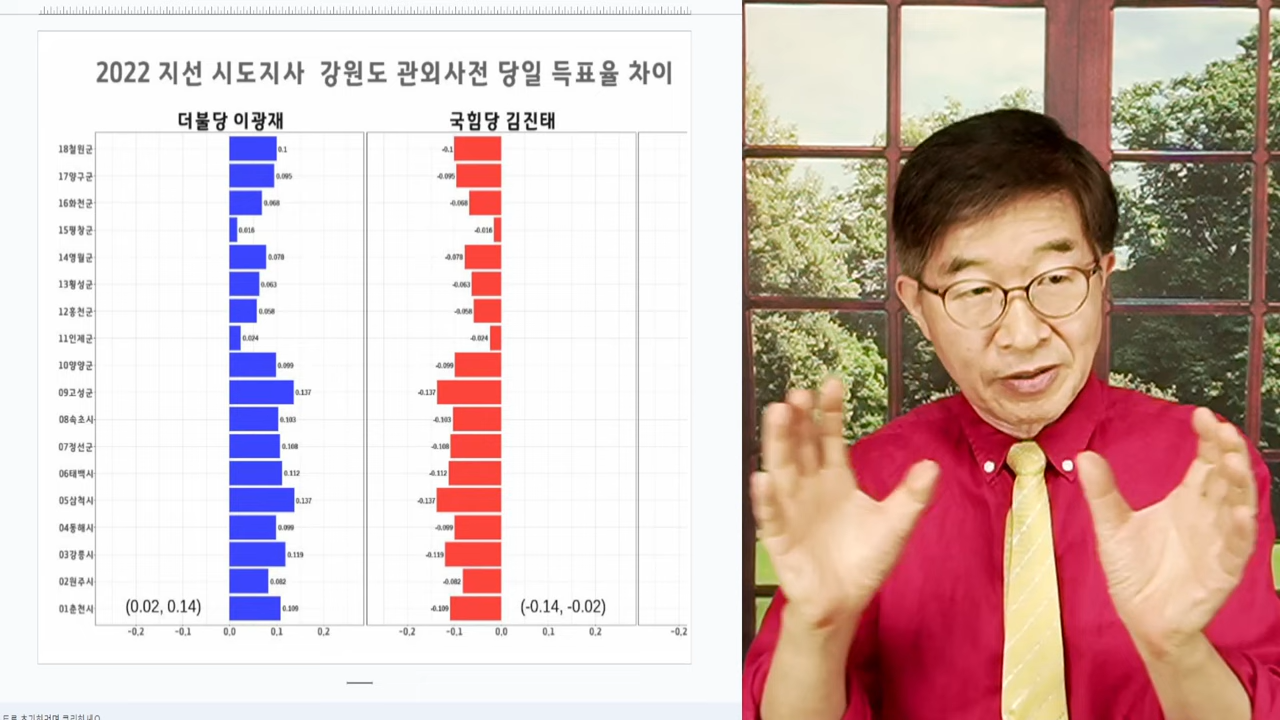 2022 지선 시도지사 강원도 관외사전 당일 득표율 차이
더불당 이광재 국힘당 김진태
18철원군 0.1 -0.1
17양구군 0.095 -0.095
16화천군 0.068 -0.068
15평창군 0.016 -0.016
14영월군 0.078 -0.078
13횡성군 0.063 -0.063
12홍천군 0.058 -0.058
11인제군 0.024 -0.024
10양양군 0.099 -0.099
09고성군 0.137 -0.137
08속초시 0.103 -0.103
07정선군 0.108 -0.108
06태백시 0.112 -0.112
05삼척시 0.137 -0.137
04동해시 0.099 -0.099
03강릉시 0.119 -0.119
02원주시 0.082 -0.082
01춘천시 (0.02, 0.14) 0.109 -0.109 (-0.14, -0.02)
-0.2 -0.1 0.0 0.1 0.2 -0.2 -0.1 0.0 0.1 0.2 -0.2